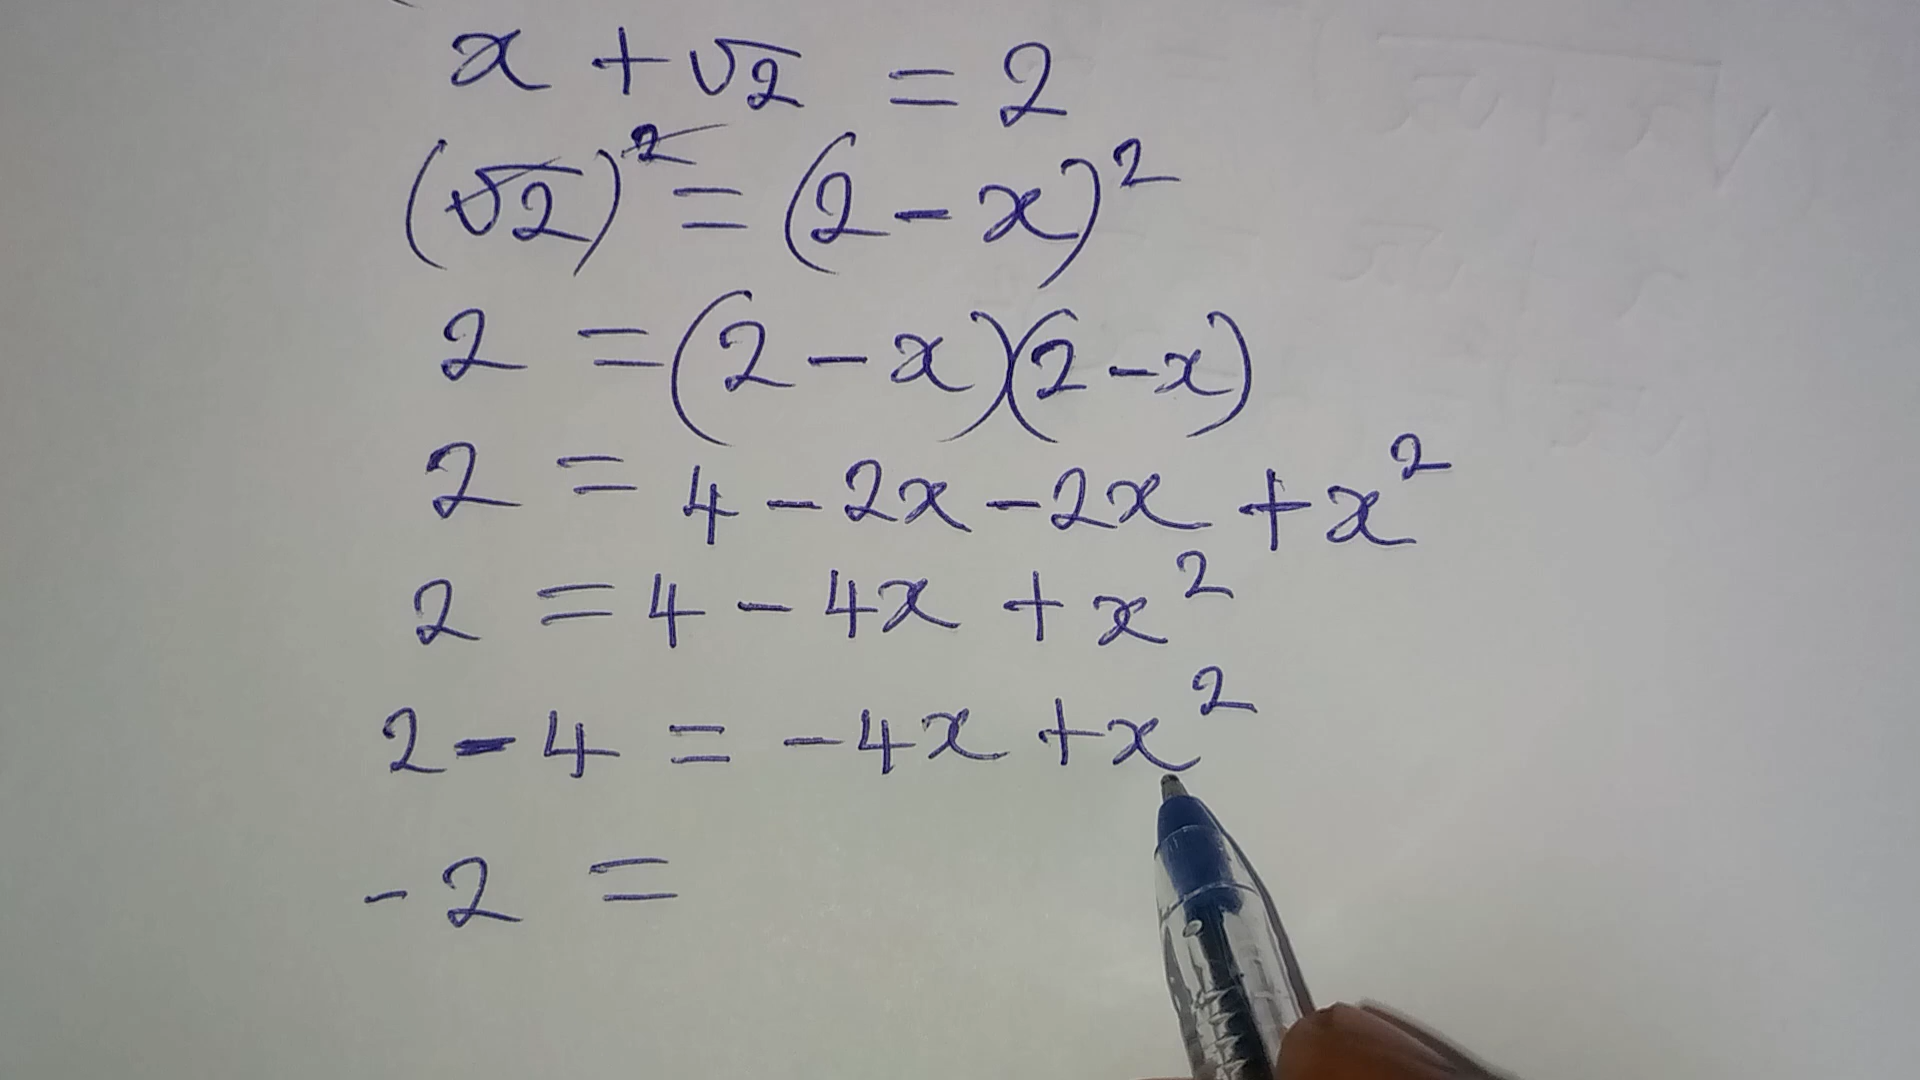 x + √2 = 2
(√2)² = (2 - x)²
2 = (2 - x)(2 - x)
2 = 4 - 2x - 2x + x²
2 = 4 - 4x + x²
2 - 4 = -4x + x²
-2 =